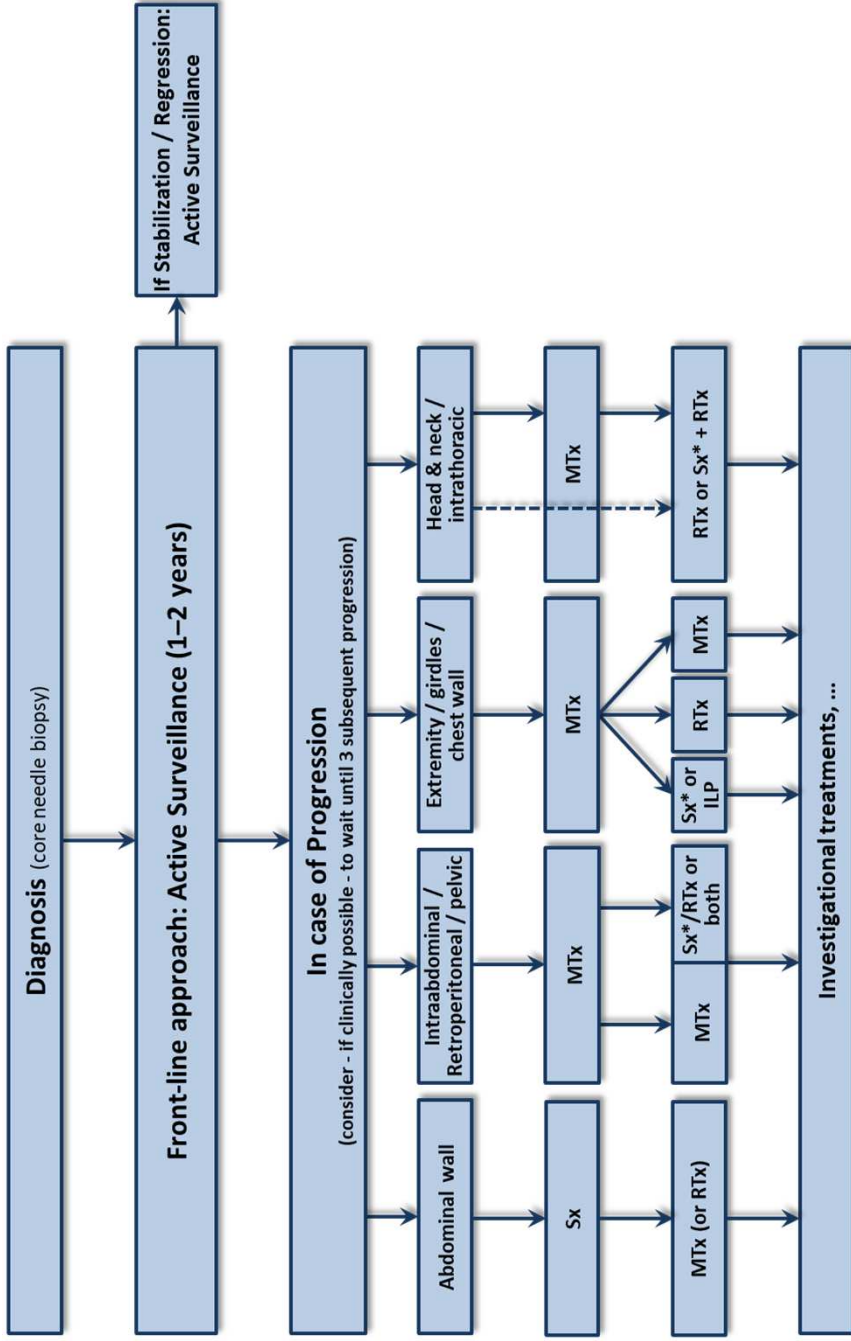 Diagnosis (core needle biopsy)
Front-line approach: Active Surveillance (1–2 years)
If Stabilization / Regression:
Active Surveillance
In case of Progression
(consider - if clinically possible - to wait until 3 subsequent progression)
Abdominal wall
Intraabdominal /
Retroperitoneal / pelvic
Extremity / girdles /
chest wall
Head & neck /
intrathoracic
Sx
MTx
MTx
MTx
MTx (or RTx)
MTx
Sx*/RTx or
both
Sx* or
ILP
RTx
MTx
RTx or Sx* + RTx
Investigational treatments, ...